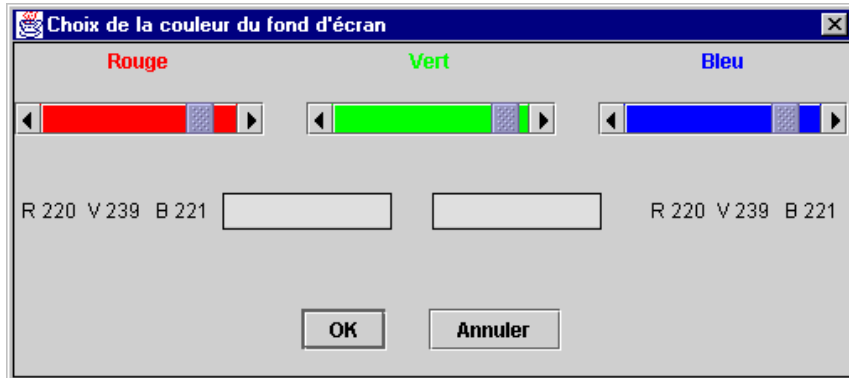 Choix de la couleur du fond d'écran
Rouge Vert Bleu
R 220 V 239 B 221 R 220 V 239 B 221
OK Annuler